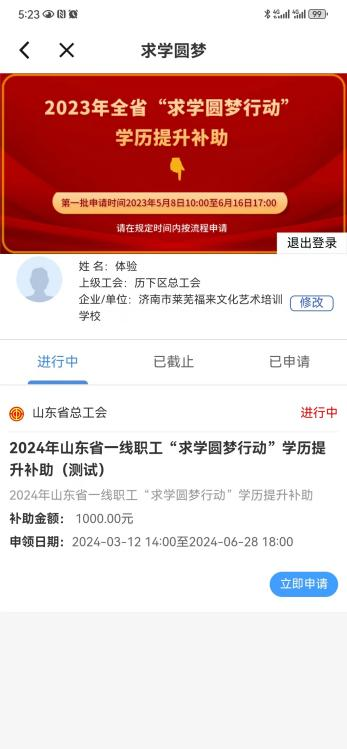 5:23
4G
4G
99
求学圆梦
2023年全省“求学圆梦行动”
学历提升补助
第一批申请时间2023年5月8日10:00至6月16日17:00
请在规定时间内按流程申请
退出登录
姓 名：体验
上级工会：历下区总工会
企业/单位：济南市莱芜福来文化艺术培训
学校
修改
进行中
已截止
已申请
山东省总工会
进行中
2024年山东省一线职工“求学圆梦行动”学历提
升补助（测试）
2024年山东省一线职工“求学圆梦行动”学历提升补助
补助金额： 1000.00元
申领日期： 2024-03-12 14:00至2024-06-28 18:00
立即申请